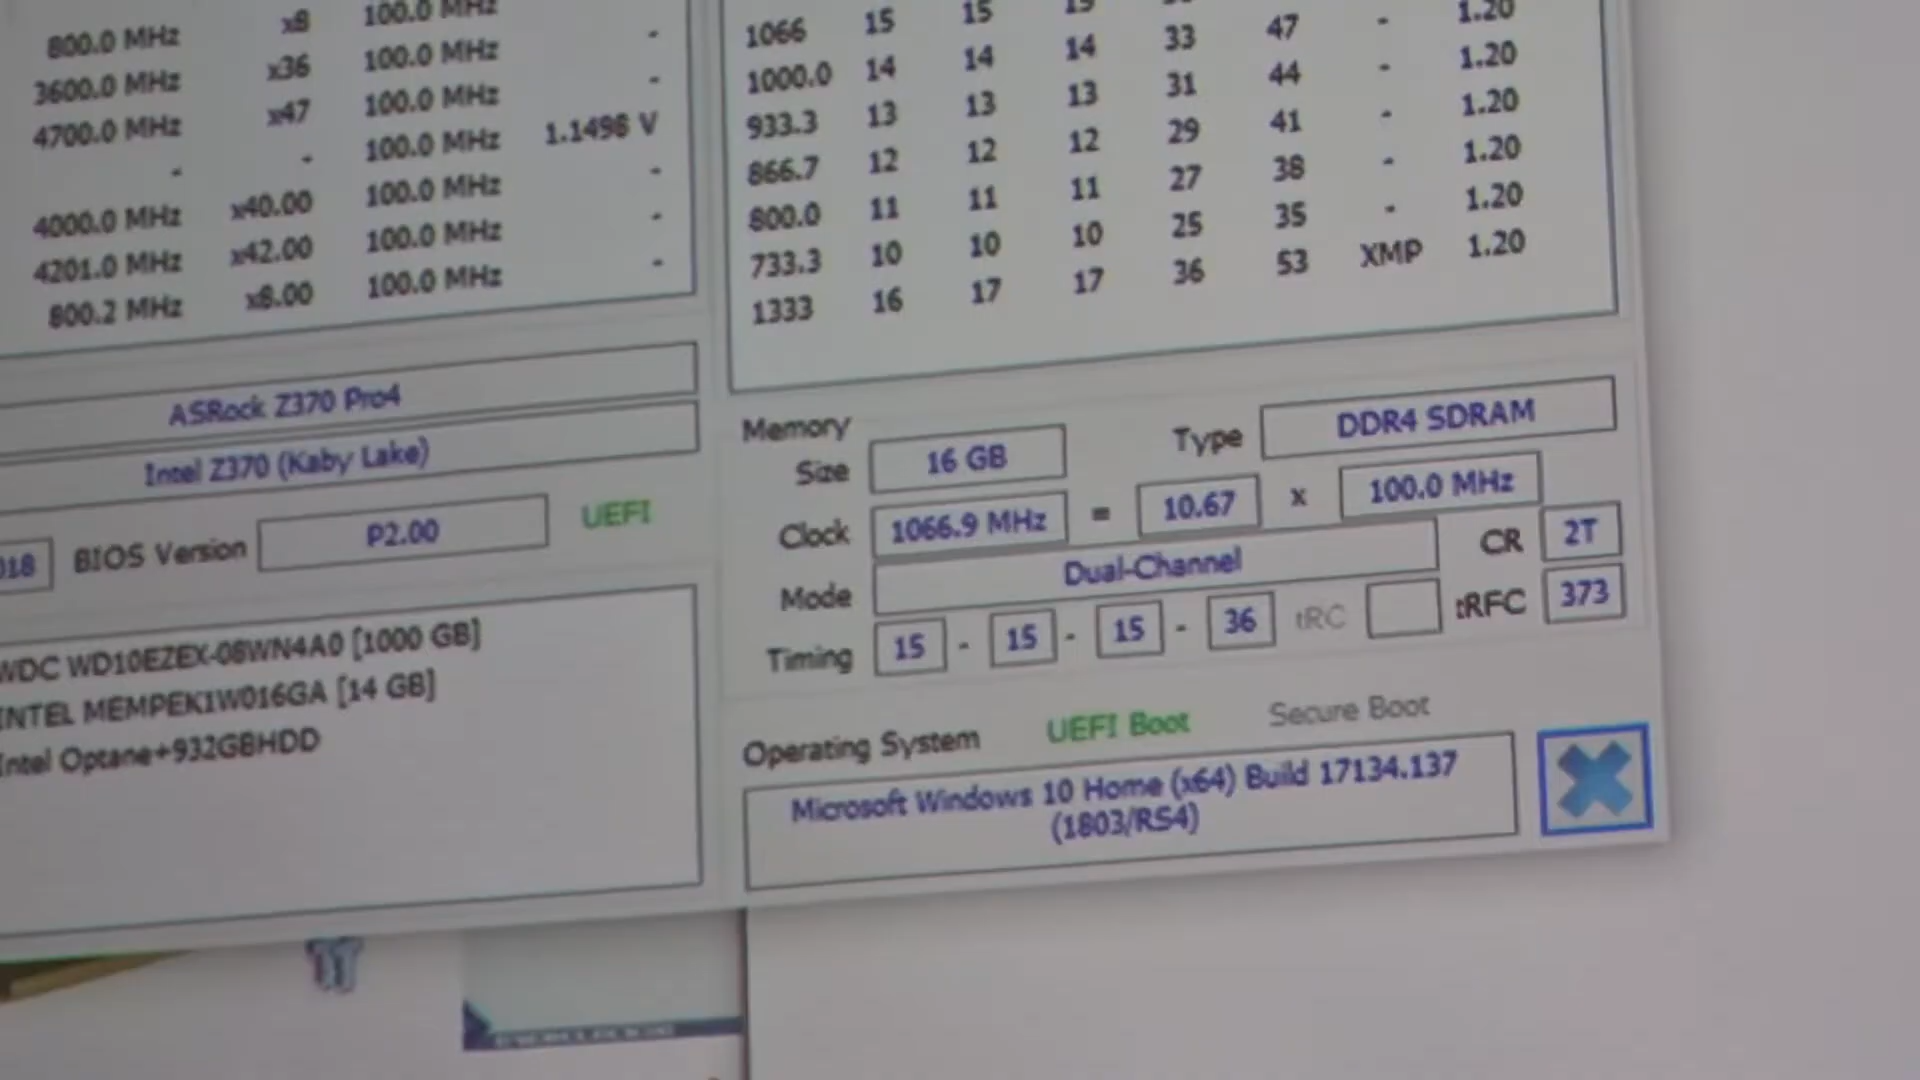 800.0 MHz x8 100.0 MHz -
3600.0 MHz x36 100.0 MHz -
4700.0 MHz x47 100.0 MHz 1.1498 V
- - 100.0 MHz -
4000.0 MHz x40.00 100.0 MHz -
4201.0 MHz x42.00 100.0 MHz -
800.2 MHz x8.00 100.0 MHz
ASRock Z370 Pro4
Intel Z370 (Kaby Lake)
018 BIOS Version P2.00 UEFI
WDC WD10EZEX-08WN4A0 [1000 GB]
INTEL MEMPEK1W016GA [14 GB]
Intel Optane+932GBHDD
1066 15 15 15 1.20
1000.0 14 14 14 33 47 - 1.20
933.3 13 13 13 31 44 - 1.20
866.7 12 12 12 29 41 - 1.20
800.0 11 11 11 27 38 - 1.20
733.3 10 10 10 25 35 - 1.20
1333 16 17 17 36 53 XMP 1.20
Memory
Size 16 GB Type DDR4 SDRAM
Clock 1066.9 MHz = 10.67 x 100.0 MHz
Mode Dual-Channel CR 2T
Timing 15 - 15 - 15 - 36 tRC tRFC 373
Operating System UEFI Boot Secure Boot
Microsoft Windows 10 Home (x64) Build 17134.137
(1803/RS4)